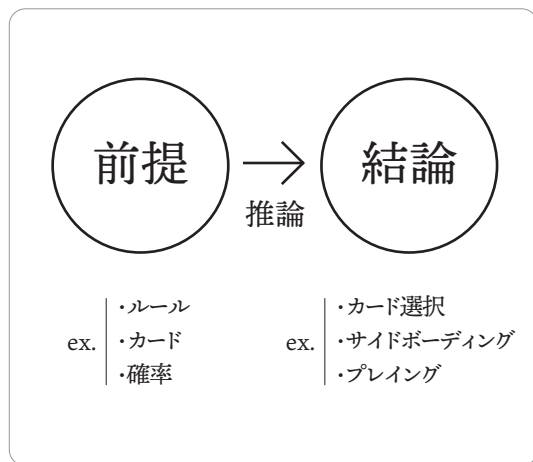 前提
結論
推論
ex.
・ルール
・カード
・確率
ex.
・カード選択
・サイドボーディング
・プレイング